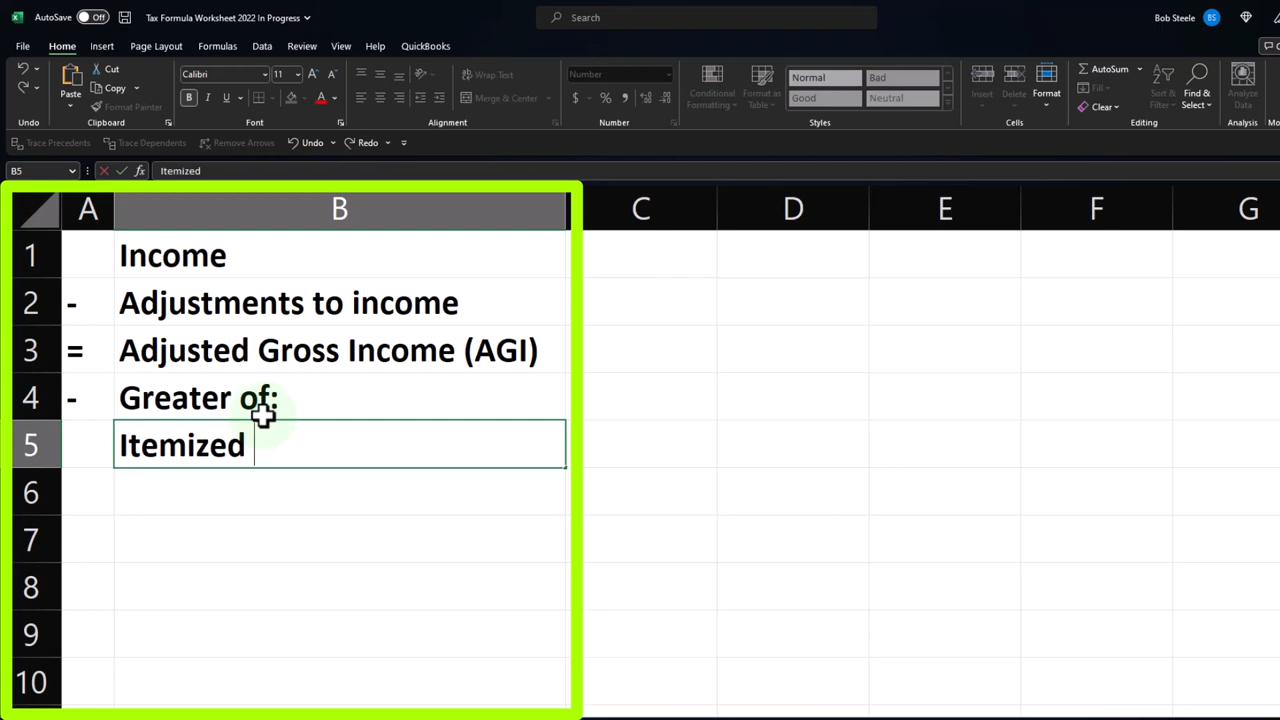 AutoSave Off Tax Formula Worksheet 2022 In Progress Search Bob Steele BS
File Home Insert Page Layout Formulas Data Review View Help QuickBooks
Paste Cut Copy Format Painter
Calibri 11 B I U A
Wrap Text Merge & Center
Number $ % ,
Conditional Formatting Format as Table Normal Bad Good Neutral
Insert Delete Format
AutoSum Fill Clear Sort & Filter Find & Select Analyze Data
Undo Clipboard Font Alignment Number Styles Cells Editing Analysis
Trace Precedents Trace Dependents Remove Arrows Undo Redo
B5 fx Itemized
A B C D E F G
1 Income
2 - Adjustments to income
3 = Adjusted Gross Income (AGI)
4 - Greater of:
5 Itemized
6
7
8
9
10